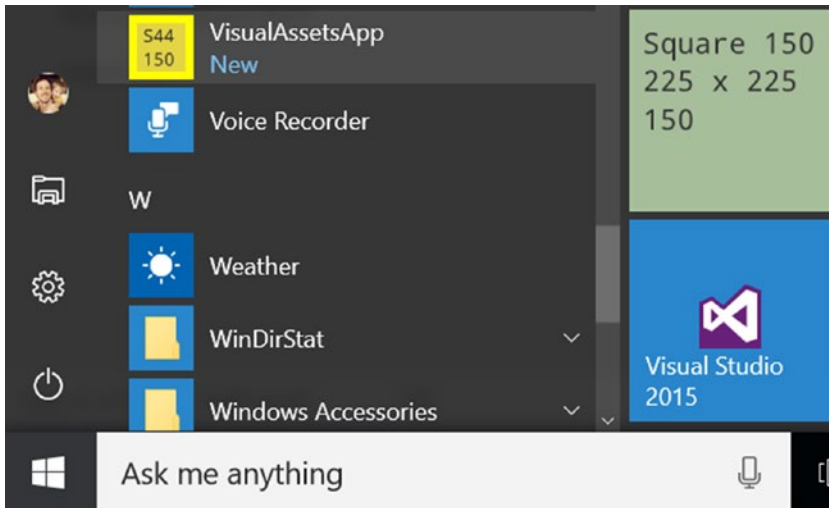 S44
150
VisualAssetsApp
New
Voice Recorder
W
Weather
WinDirStat
Windows Accessories
Square 150
225 x 225
150
Visual Studio
2015
Ask me anything